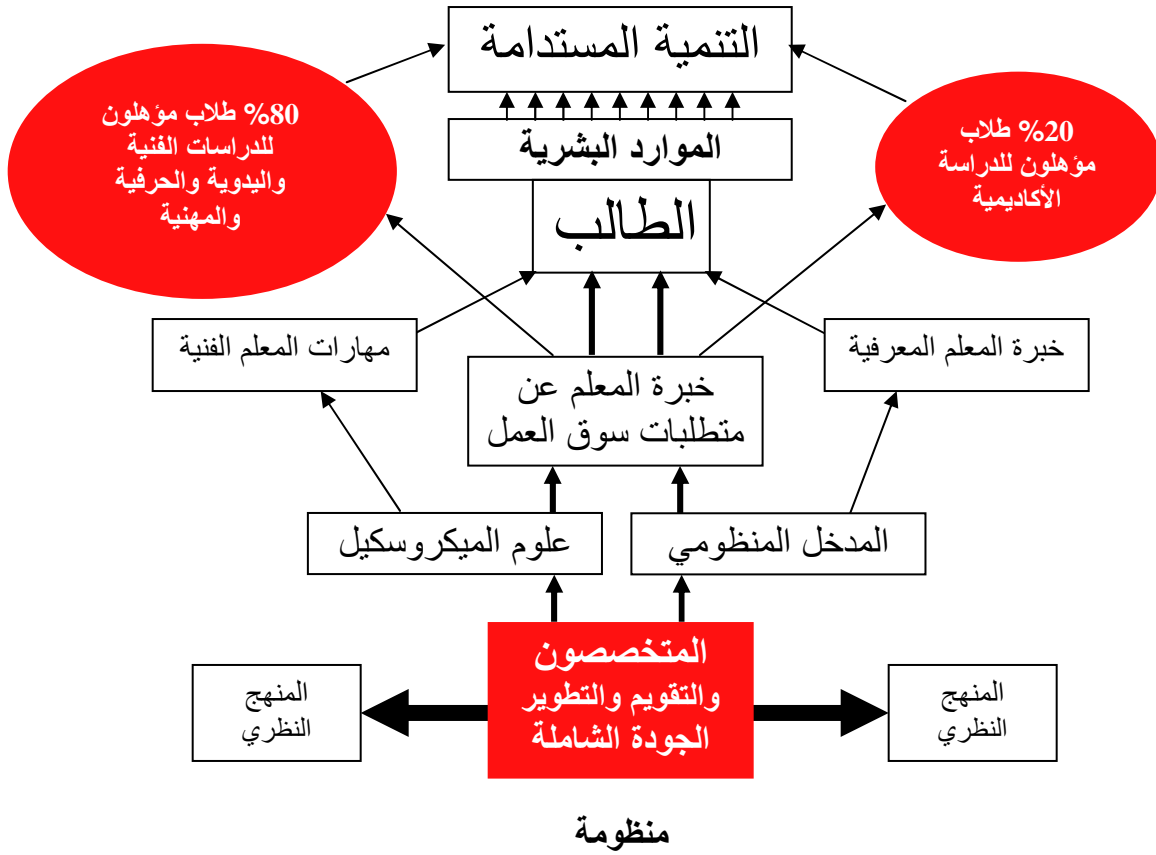 التنمية المستدامة
%20 طلاب
مؤهلون للدراسة
الأكاديمية
%80 طلاب مؤهلون
للدراسات الفنية
واليدوية والحرفية
والمهنية
الموارد البشرية
الطالب
خبرة المعلم المعرفية
مهارات المعلم الفنية
خبرة المعلم عن
متطلبات سوق العمل
المدخل المنظومي
علوم الميكروسكيل
المنهج
النظري
المتخصصون
والتقويم والتطوير
الجودة الشاملة
المنهج
النظري
منظومة